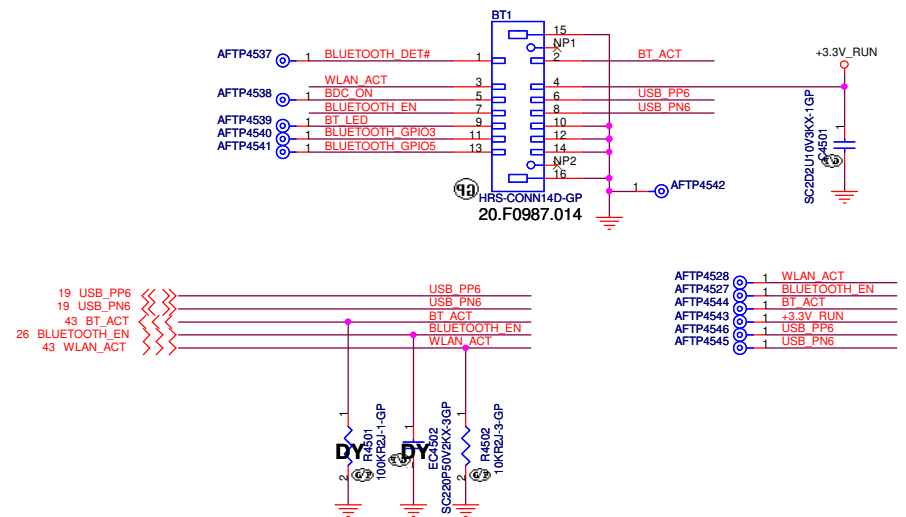 BT1
15
NP1
AFTP4537 1 BLUETOOTH_DET# 1 2 BT_ACT
+3.3V_RUN
WLAN_ACT 3 4
AFTP4538 1 BDC_ON 5 6 USB_PP6
BLUETOOTH_EN 7 8 USB_PN6
AFTP4539 1 BT_LED 9 10
AFTP4540 1 BLUETOOTH_GPIO3 11 12
AFTP4541 1 BLUETOOTH_GPIO5 13 14
NP2
16
1 AFTP4542
GP
HRS-CONN14D-GP
20.F0987.014
1
C4501
SC2D2U10V3KX-1GP
19 USB_PP6 USB_PP6
19 USB_PN6 USB_PN6
43 BT_ACT BT_ACT
26 BLUETOOTH_EN BLUETOOTH_EN
43 WLAN_ACT WLAN_ACT
AFTP4528 1 WLAN_ACT
AFTP4527 1 BLUETOOTH_EN
AFTP4544 1 BT_ACT
AFTP4543 1 +3.3V_RUN
AFTP4546 1 USB_PP6
AFTP4545 1 USB_PN6
1
DY
2
R4501
100KR2J-1-GP
1
DY
EC4502
SC220P50V2KX-3GP
1
2
R4502
10KR2J-3-GP